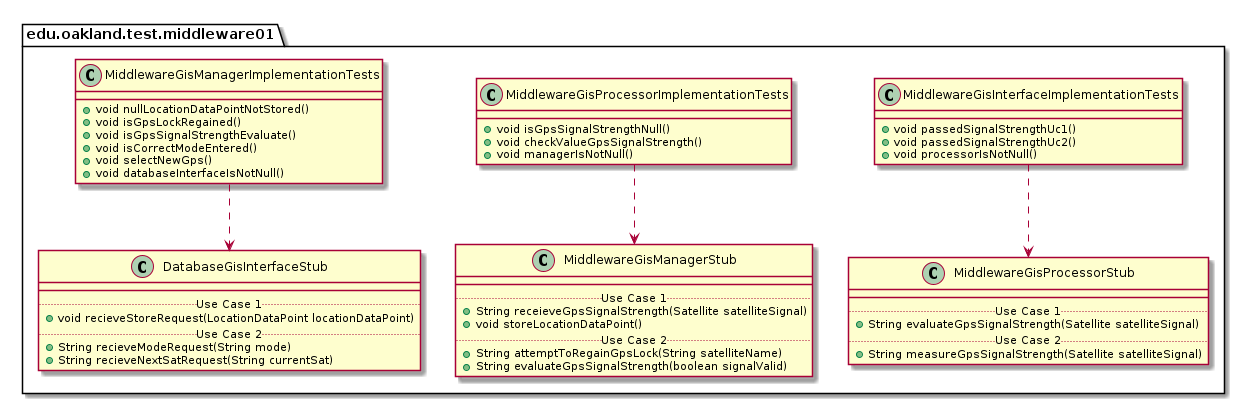 edu.oakland.test.middleware01
C MiddlewareGisManagerImplementationTests
void nullLocationDataPointNotStored()
void isGpsLockRegained()
void isGpsSignalStrengthEvaluate()
void isCorrectModeEntered()
void selectNewGps()
void databaseInterfaceIsNotNull()
C MiddlewareGisProcessorImplementationTests
void isGpsSignalStrengthNull()
void checkValueGpsSignalStrength()
void managerIsNotNull()
C MiddlewareGisInterfaceImplementationTests
void passedSignalStrengthUc1()
void passedSignalStrengthUc2()
void processorIsNotNull()
C DatabaseGisInterfaceStub
Use Case 1
void recieveStoreRequest(LocationDataPoint locationDataPoint)
Use Case 2
String recieveModeRequest(String mode)
String recieveNextSatRequest(String currentSat)
C MiddlewareGisManagerStub
Use Case 1
String receieveGpsSignalStrength(Satellite satelliteSignal)
void storeLocationDataPoint()
Use Case 2
String attemptToRegainGpsLock(String satelliteName)
String evaluateGpsSignalStrength(boolean signalValid)
C MiddlewareGisProcessorStub
Use Case 1
String evaluateGpsSignalStrength(Satellite satelliteSignal)
Use Case 2
String measureGpsSignalStrength(Satellite satelliteSignal)